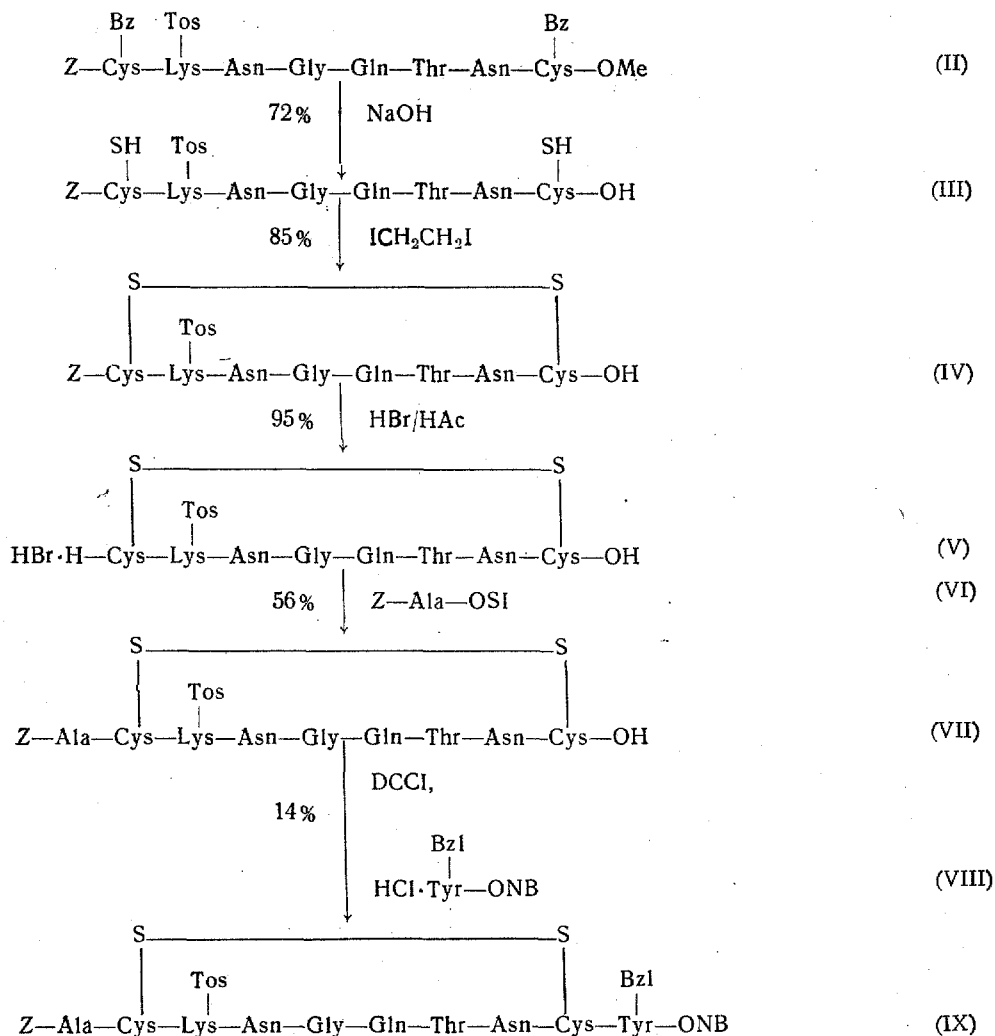 Bz Tos Bz
Z—Cys—Lys—Asn—Gly—Gln—Thr—Asn—Cys—OMe (II)
72% NaOH
SH Tos SH
Z—Cys—Lys—Asn—Gly—Gln—Thr—Asn—Cys—OH (III)
85% ICH₂CH₂I
S S
Tos
Z—Cys—Lys—Asn—Gly—Gln—Thr—Asn—Cys—OH (IV)
95% HBr/HAc
S S
Tos
HBr·H—Cys—Lys—Asn—Gly—Gln—Thr—Asn—Cys—OH (V)
56% Z—Ala—OSI (VI)
S S
Tos
Z—Ala—Cys—Lys—Asn—Gly—Gln—Thr—Asn—Cys—OH (VII)
DCCI,
14%
Bzl
HCl·Tyr—ONB (VIII)
S S
Tos Bzl
Z—Ala—Cys—Lys—Asn—Gly—Gln—Thr—Asn—Cys—Tyr—ONB (IX)